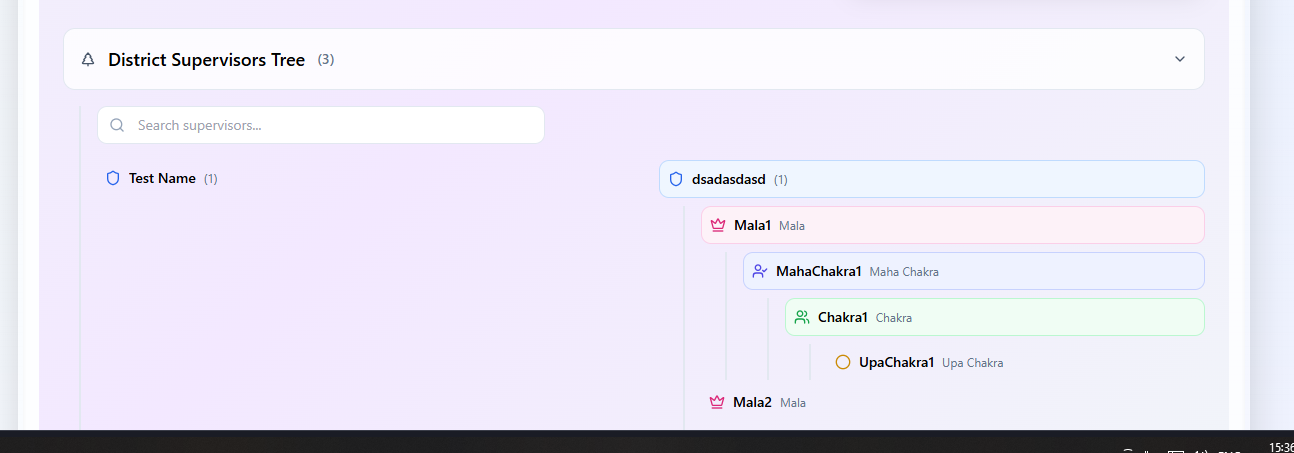 District Supervisors Tree (3)
Search supervisors...
Test Name (1)
dsadasdasd (1)
Mala1 Mala
MahaChakra1 Maha Chakra
Chakra1 Chakra
UpaChakra1 Upa Chakra
Mala2 Mala
15:36